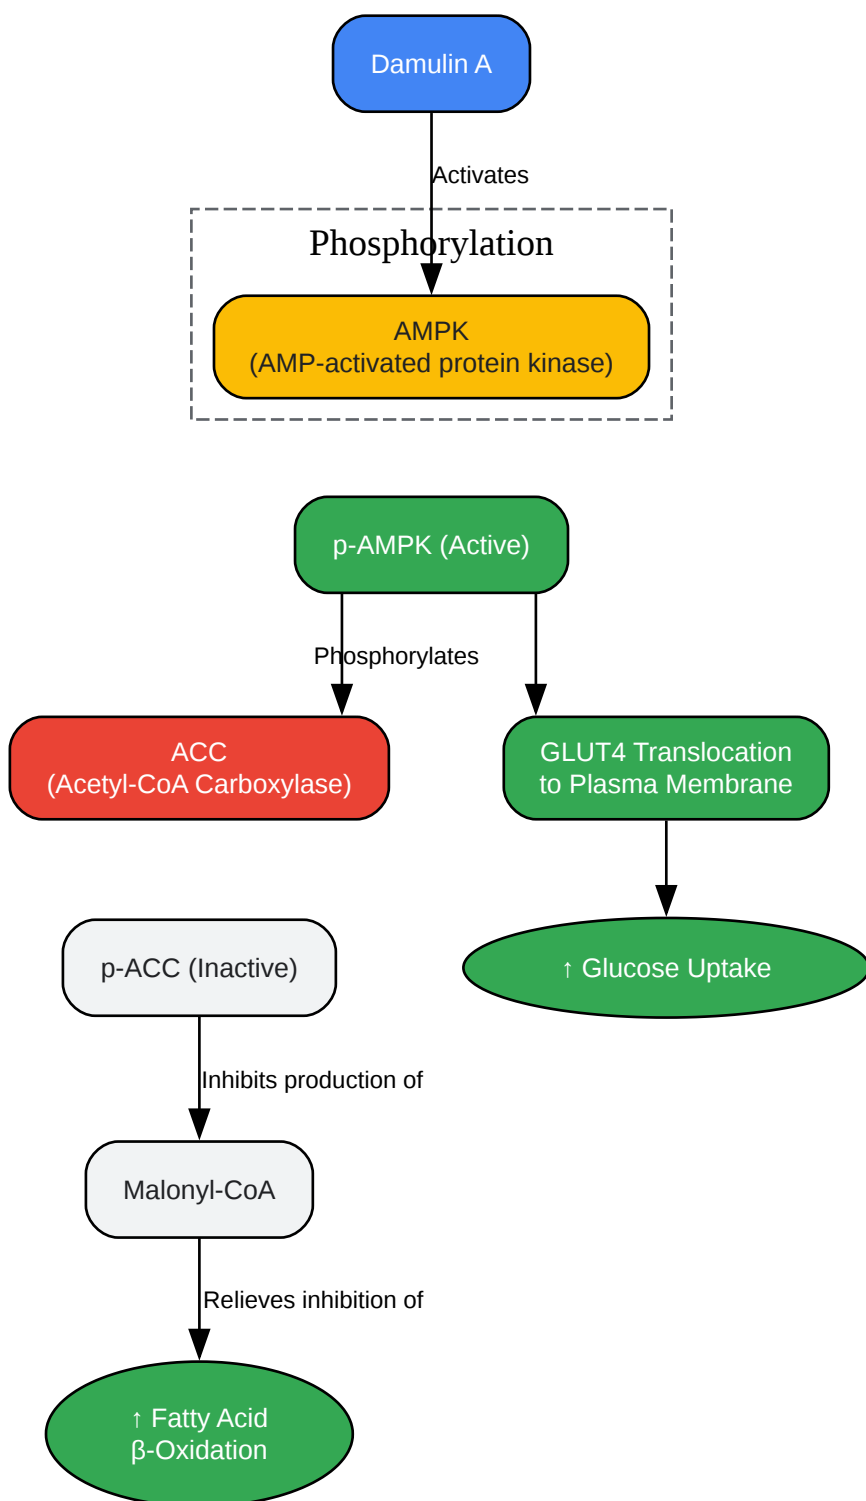 Damulin A
Activates
Phosphorylation
AMPK
(AMP-activated protein kinase)
p-AMPK (Active)
Phosphorylates
ACC
(Acetyl-CoA Carboxylase)
GLUT4 Translocation
to Plasma Membrane
p-ACC (Inactive)
↑ Glucose Uptake
Inhibits production of
Malonyl-CoA
Relieves inhibition of
↑ Fatty Acid
β-Oxidation